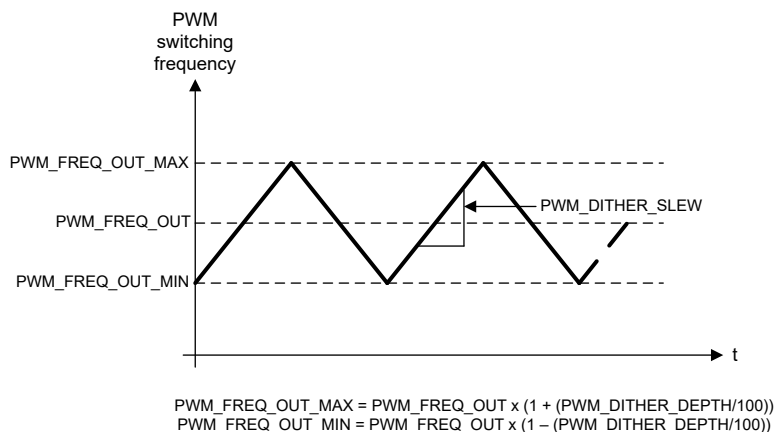 PWM
switching
frequency
PWM_FREQ_OUT_MAX
PWM_DITHER_SLEW
PWM_FREQ_OUT
PWM_FREQ_OUT_MIN
t
PWM_FREQ_OUT_MAX = PWM_FREQ_OUT x (1 + (PWM_DITHER_DEPTH/100))
PWM_FREQ_OUT_MIN = PWM_FREQ_OUT x (1 – (PWM_DITHER_DEPTH/100))